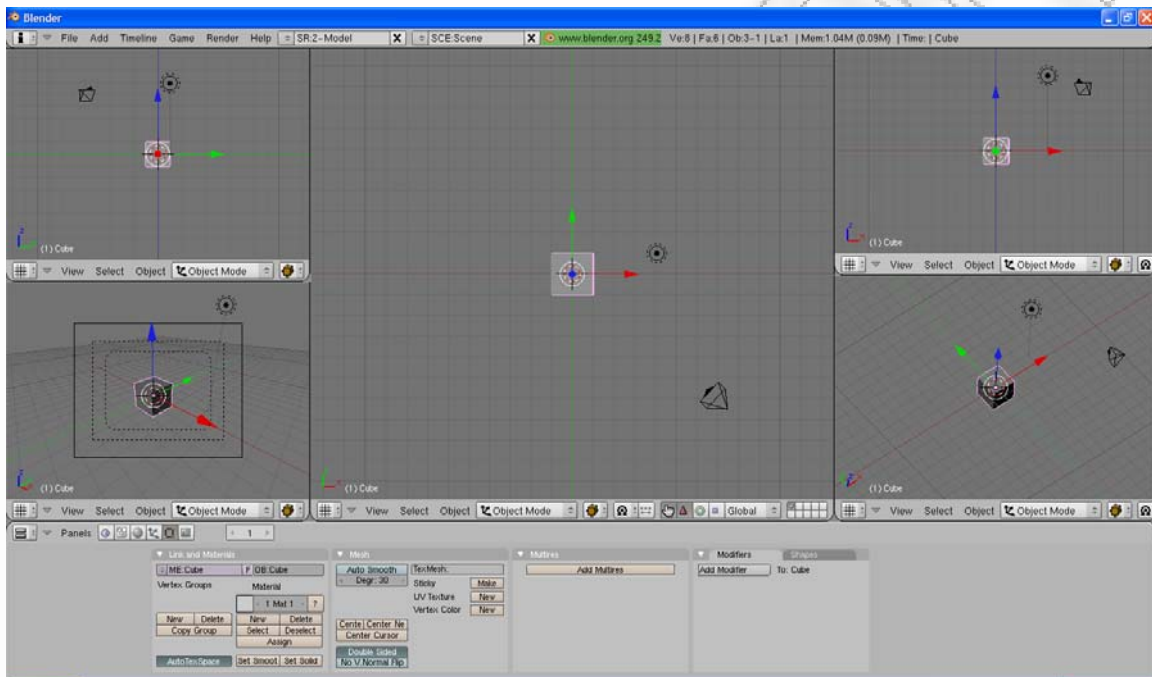 Blender
File Add Timeline Game Render Help SR:2-Model X SCE:Scene X www.blender.org 249.2 Ve:8 | Fa:6 | Ob:3-1 | La:1 | Mem:1.04M (0.09M) | Time: | Cube
(1) Cube
View Select Object Object Mode
(1) Cube
View Select Object Object Mode
(1) Cube
View Select Object Object Mode
(1) Cube
View Select Object Object Mode Global
(1) Cube
View Select Object Object Mode
Panels 1
Link and Materials
ME:Cube F OB:Cube
Vertex Groups Material
1 Mat 1 ?
New Delete New Delete
Copy Group Select Deselect
Assign
AutoTexSpace Set Smoot Set Solid
Mesh
Auto Smooth TexMesh:
Degr: 30 Sticky Make
UV Texture New
Vertex Color New
Cente Center Ne
Center Cursor
Double Sided
No V.Normal Flip
Multires
Add Multires
Modifiers Shapes
Add Modifier To: Cube